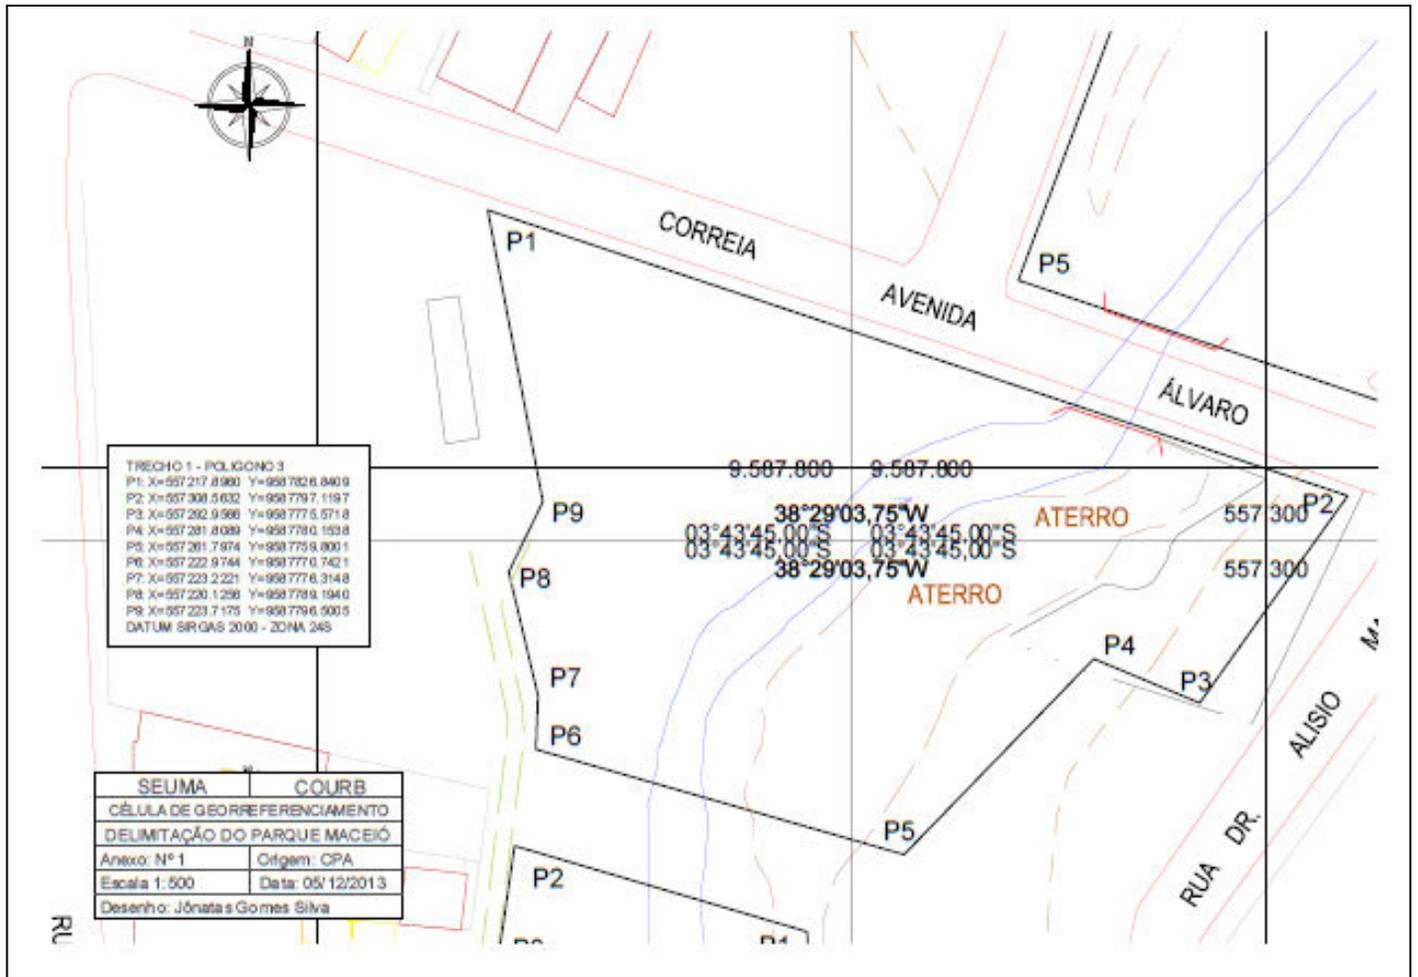 N
P1
CORREIA
P5
AVENIDA
ÁLVARO
TRECHO 1 - POLIGONO 3
P1: X=557217.8980 Y=9587826.8409
P2: X=557308.5632 Y=9587797.1197
P3: X=557292.9586 Y=9587775.5718
P4: X=557281.8089 Y=9587780.1538
P5: X=557261.7974 Y=9587759.8001
P6: X=557222.9744 Y=9587770.7421
P7: X=557223.2221 Y=9587776.3148
P8: X=557220.1256 Y=9587789.1940
P9: X=557223.7175 Y=9587796.5005
DATUM SIRGAS 2000 - ZONA 24S
9.587.800 9.587.800
P9
38°29'03,75"W
ATERRO
557.300
P2
03°43'45,00"S 03°43'45,00"S
03°43'45,00"S 03°43'45,00"S
38°29'03,75"W
557.300
P8
ATERRO
P4
P7
P3
P6
ALISIO
P5
DR.
RUA
P2
P1
SEUMA COURB
CÉLULA DE GEORREFERENCIAMENTO
DELIMITAÇÃO DO PARQUE MACEIÓ
Anexo: Nº 1 Origem: CPA
Escala 1:500 Data: 05/12/2013
Desenho: Jônatas Gomes Silva
RU